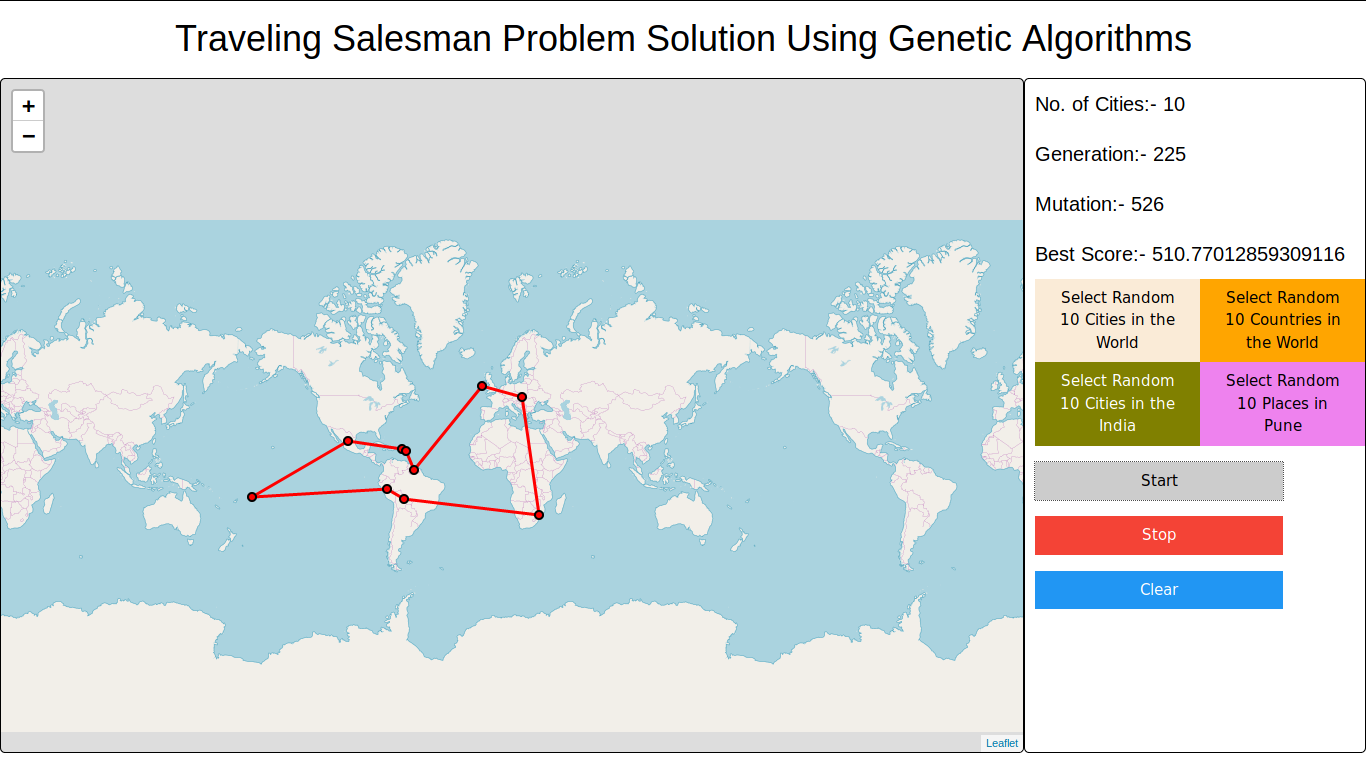 Traveling Salesman Problem Solution Using Genetic Algorithms
+
−
No. of Cities:- 10
Generation:- 225
Mutation:- 526
Best Score:- 510.77012859309116
Select Random
10 Cities in the
World
Select Random
10 Countries in
the World
Select Random
10 Cities in the
India
Select Random
10 Places in
Pune
Start
Stop
Clear
Leaflet